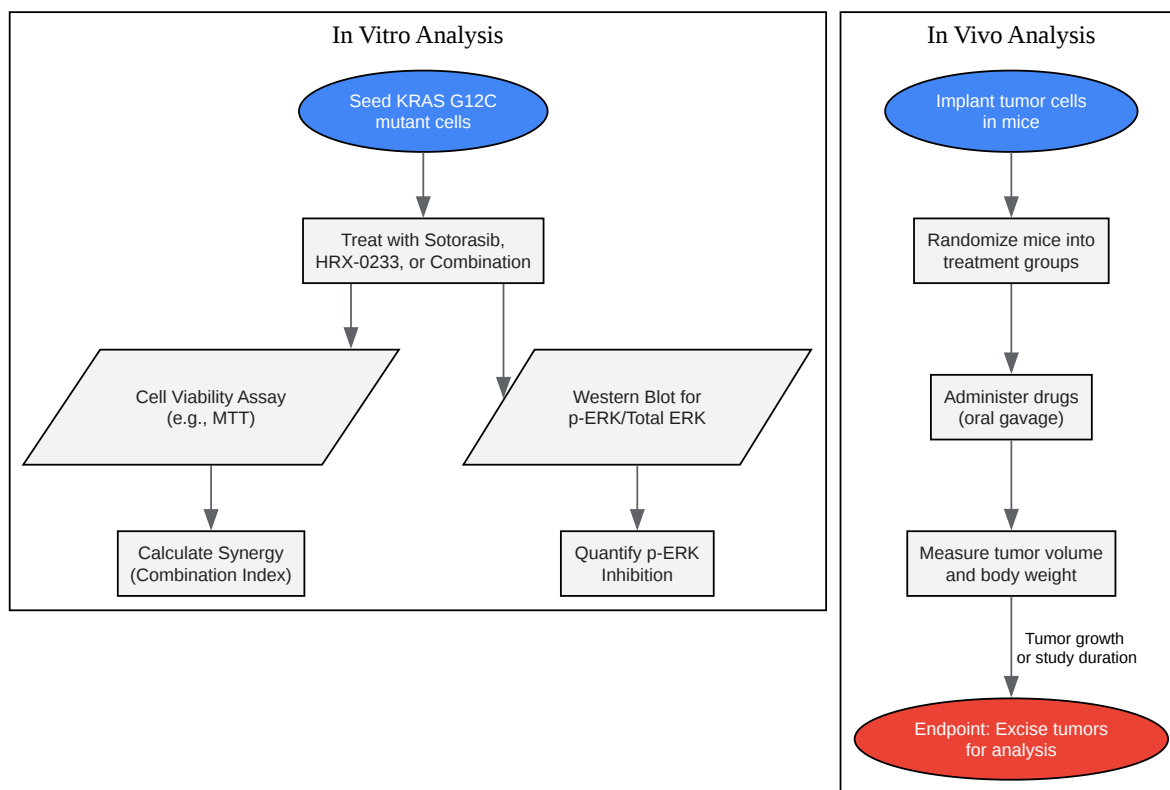 In Vitro Analysis
Seed KRAS G12C
mutant cells
Treat with Sotorasib,
HRX-0233, or Combination
Cell Viability Assay
(e.g., MTT)
Western Blot for
p-ERK/Total ERK
Calculate Synergy
(Combination Index)
Quantify p-ERK
Inhibition
In Vivo Analysis
Implant tumor cells
in mice
Randomize mice into
treatment groups
Administer drugs
(oral gavage)
Measure tumor volume
and body weight
Tumor growth
or study duration
Endpoint: Excise tumors
for analysis